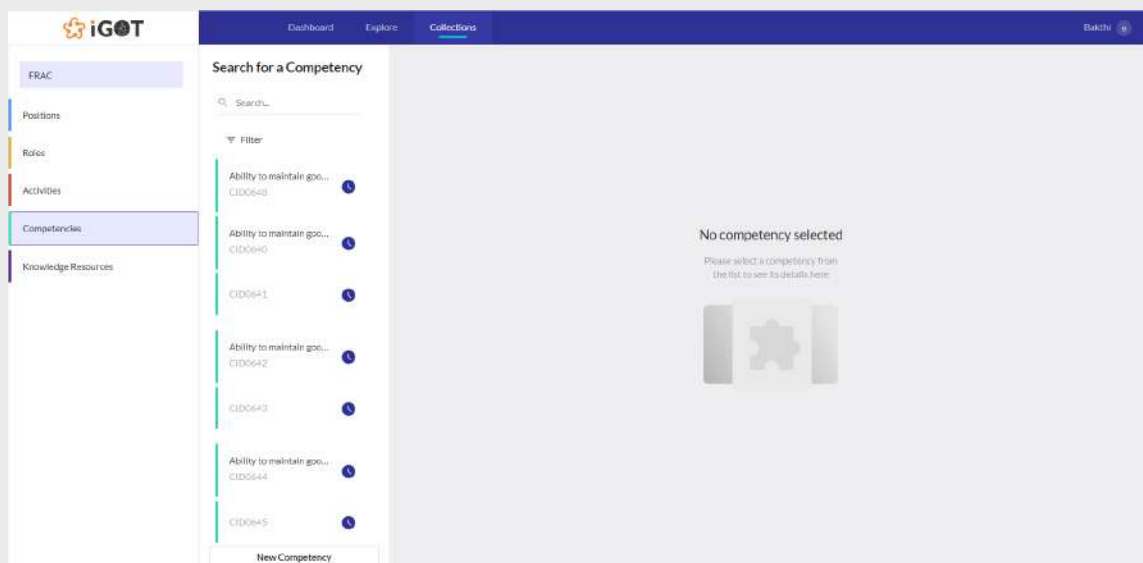 iGOT
Dashboard
Explore
Collections
Bakthi
FRAC
Positions
Roles
Activities
Competencies
Knowledge Resources
Search for a Competency
Search...
Filter
Ability to maintain goo...
CID0648
Ability to maintain goo...
CID0640
CID0641
Ability to maintain goo...
CID0642
CID0643
Ability to maintain goo...
CID0644
CID0645
New Competency
No competency selected
Please select a competency from
the list to see its details here